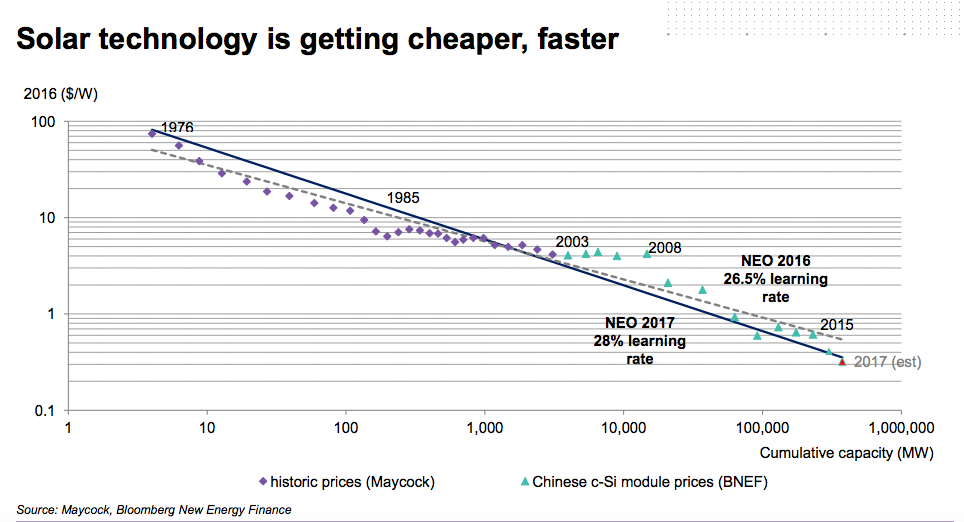 Solar technology is getting cheaper, faster
2016 ($/W)
100
1976
1985
10
2003
2008
NEO 2016
26.5% learning
rate
1
NEO 2017
28% learning
rate
2015
2017 (est)
0.1
1 10 100 1,000 10,000 100,000 1,000,000
Cumulative capacity (MW)
historic prices (Maycock) Chinese c-Si module prices (BNEF)
Source: Maycock, Bloomberg New Energy Finance